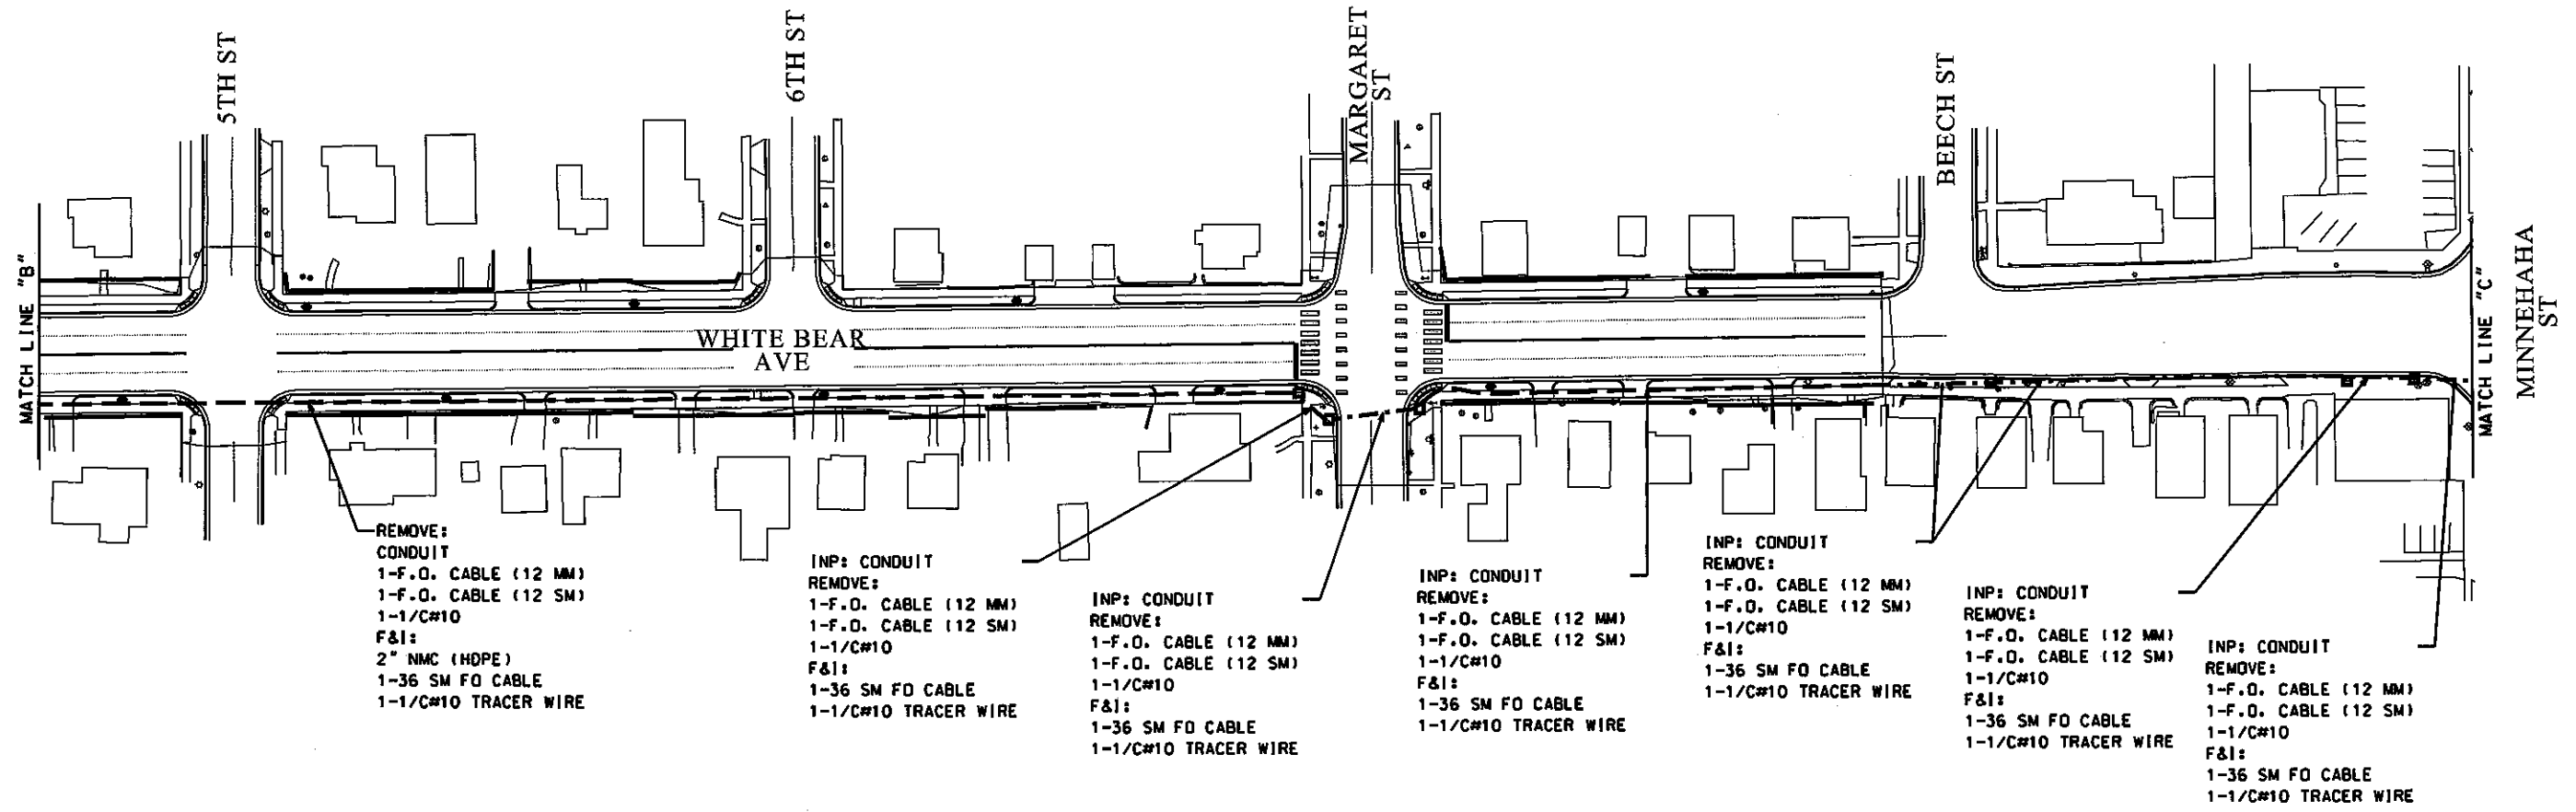 5TH ST
6TH ST
MARGARET
ST
BEECH ST
MINNEHAHA
ST
MATCH LINE "B"
WHITE BEAR
AVE
MATCH LINE "C"
REMOVE:
CONDUIT
1-F.O. CABLE (12 MM)
1-F.O. CABLE (12 SM)
1-1/C#10
F&I:
2" NMC (HDPE)
1-36 SM FO CABLE
1-1/C#10 TRACER WIRE
INP: CONDUIT
REMOVE:
1-F.O. CABLE (12 MM)
1-F.O. CABLE (12 SM)
1-1/C#10
F&I:
1-36 SM FO CABLE
1-1/C#10 TRACER WIRE
INP: CONDUIT
REMOVE:
1-F.O. CABLE (12 MM)
1-F.O. CABLE (12 SM)
1-1/C#10
F&I:
1-36 SM FO CABLE
1-1/C#10 TRACER WIRE
INP: CONDUIT
REMOVE:
1-F.O. CABLE (12 MM)
1-F.O. CABLE (12 SM)
1-1/C#10
F&I:
1-36 SM FO CABLE
1-1/C#10 TRACER WIRE
INP: CONDUIT
REMOVE:
1-F.O. CABLE (12 MM)
1-F.O. CABLE (12 SM)
1-1/C#10
F&I:
1-36 SM FO CABLE
1-1/C#10 TRACER WIRE
INP: CONDUIT
REMOVE:
1-F.O. CABLE (12 MM)
1-F.O. CABLE (12 SM)
1-1/C#10
F&I:
1-36 SM FO CABLE
1-1/C#10 TRACER WIRE
INP: CONDUIT
REMOVE:
1-F.O. CABLE (12 MM)
1-F.O. CABLE (12 SM)
1-1/C#10
F&I:
1-36 SM FO CABLE
1-1/C#10 TRACER WIRE